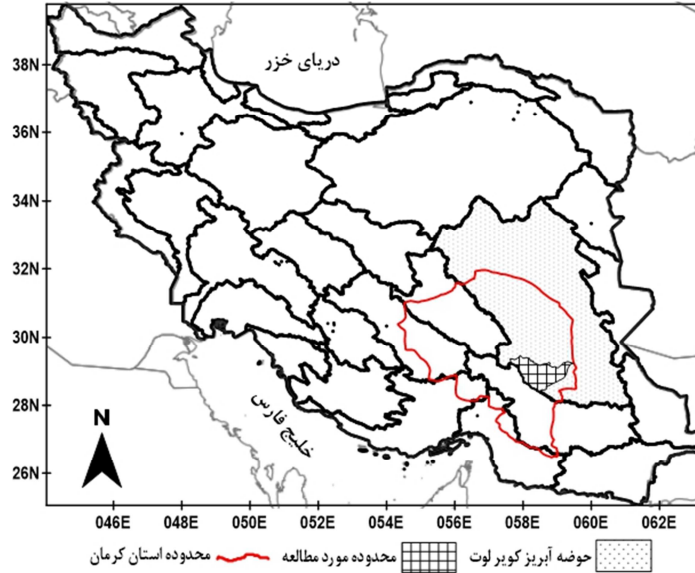 38N
دریای خزر
36N
34N
32N
30N
28N
خلیج فارس
N
26N
046E 048E 050E 052E 054E 056E 058E 060E 062E
حوضه آبریز کویر لوت محدوده مورد مطالعه محدوده استان کرمان